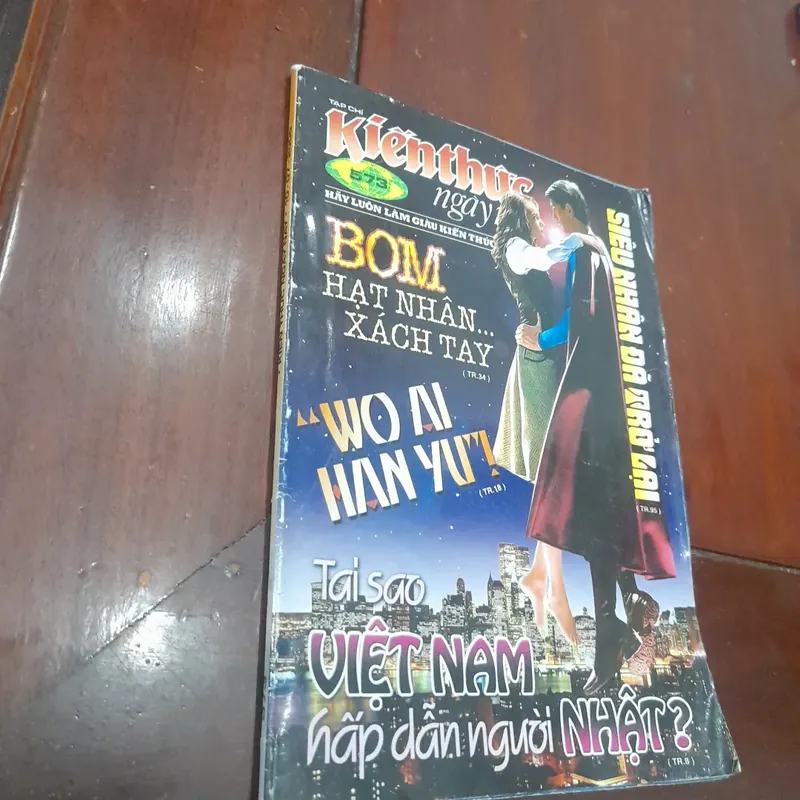 TẠP CHÍ
Kiến thức
573
ngày
HÃY LUÔN LÀM GIÀU KIẾN THỨC
BOM
HẠT NHÂN...
XÁCH TAY
(TR.34)
"WO AI
HAN YU"!
(TR.18)
SIÊU NHÂN ĐÃ TRỞ LẠI
(TR.95)
Tại sao
VIỆT NAM
hấp dẫn người NHẬT?
(TR.8)